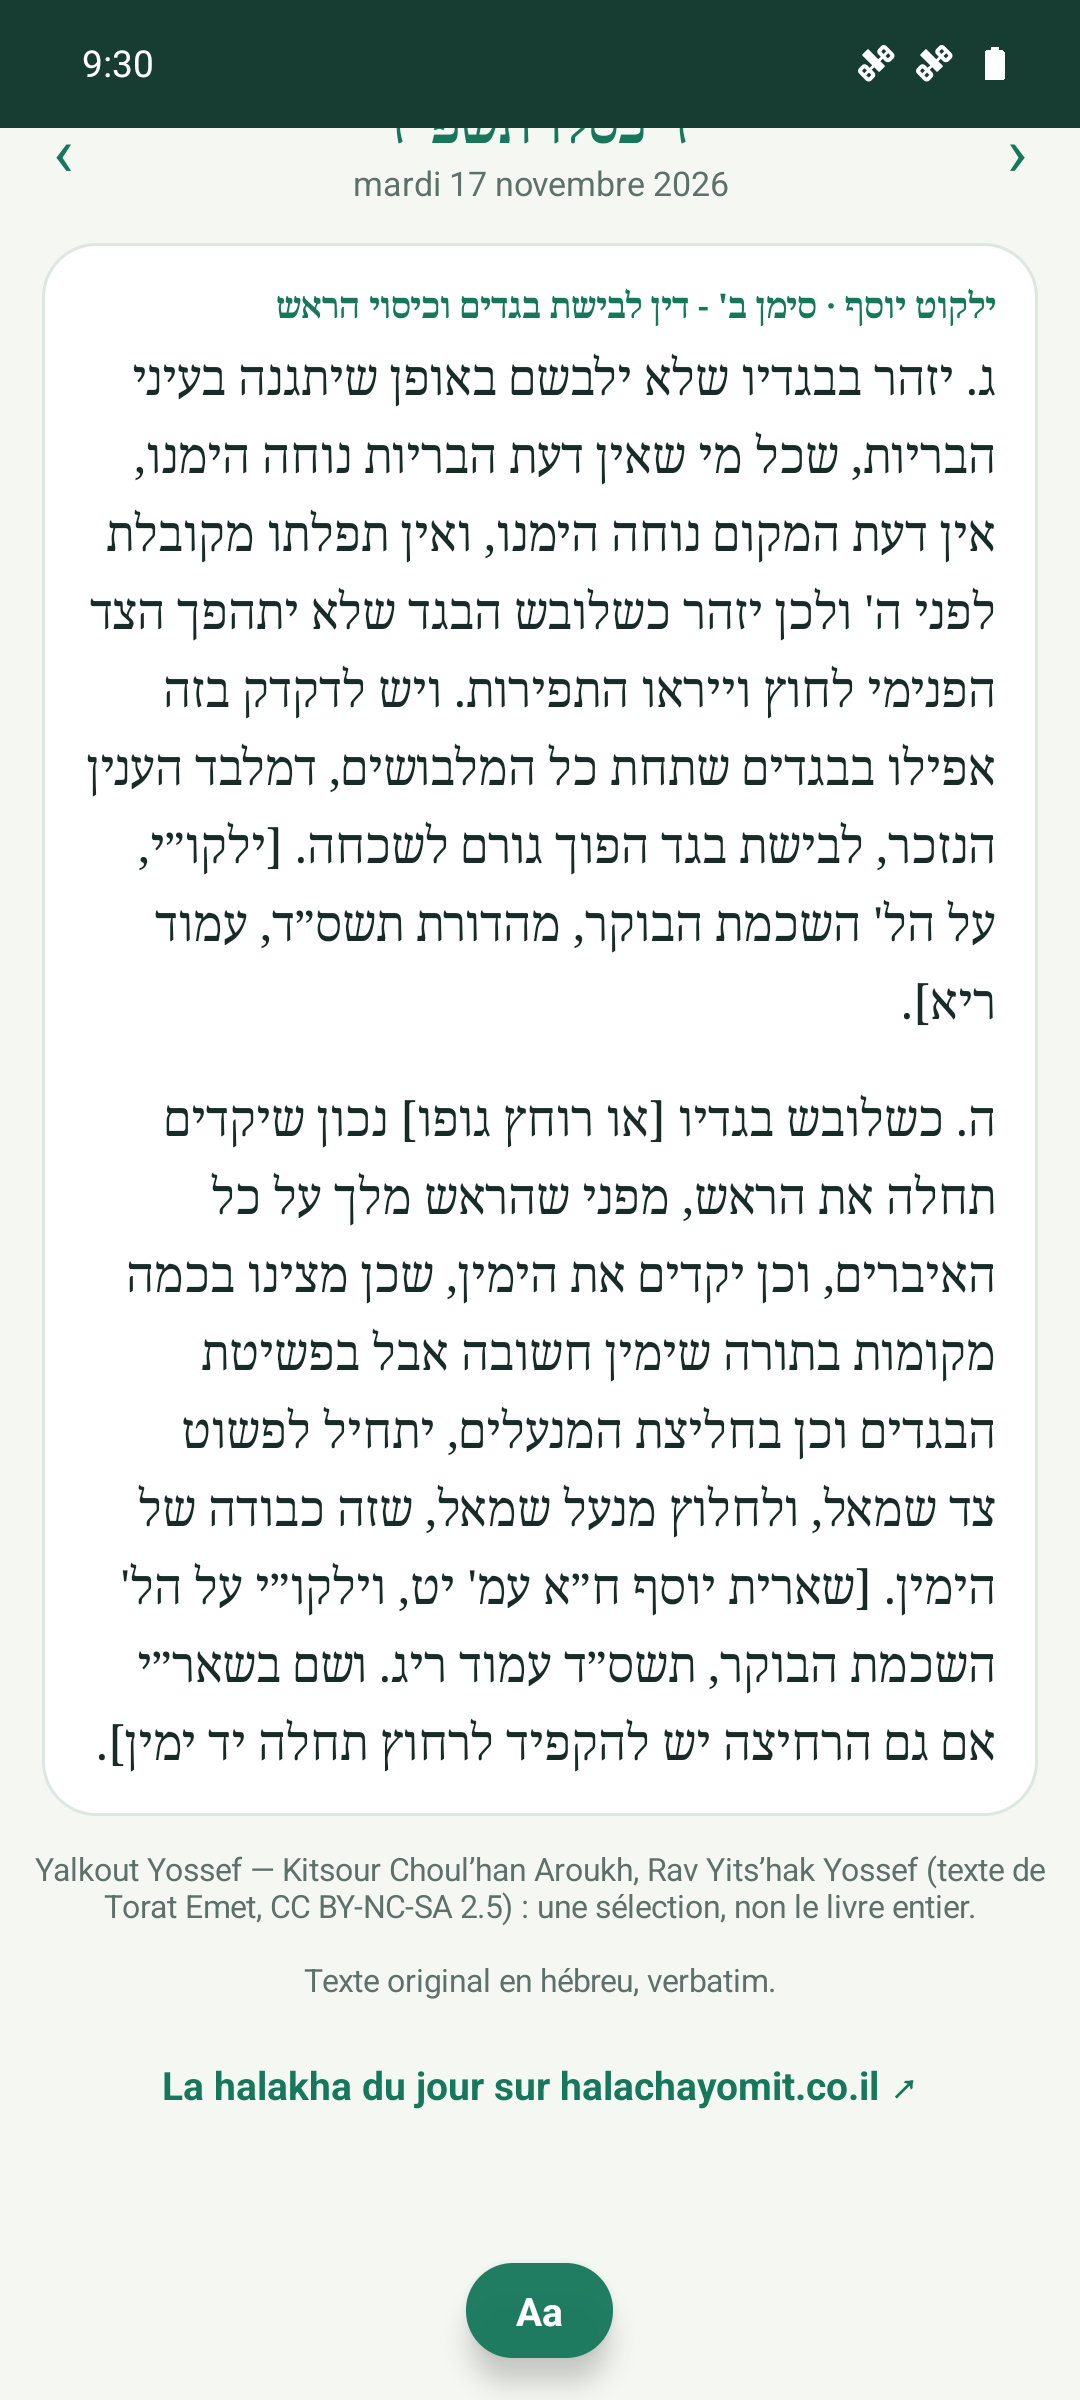 9:30
mardi 17 novembre 2026
ילקוט יוסף · סימן ב' - דין לבישת בגדים וכיסוי הראש
ג. יזהר בבגדיו שלא ילבשם באופן שיתגנה בעיני
הבריות, שכל מי שאין דעת הבריות נוחה הימנו,
אין דעת המקום נוחה הימנו, ואין תפלתו מקובלת
לפני ה' ולכן יזהר כשלובש הבגד שלא יתהפך הצד
הפנימי לחוץ וייראו התפירות. ויש לדקדק בזה
אפילו בבגדים שתחת כל המלבושים, דמלבד הענין
הנזכר, לבישת בגד הפוך גורם לשכחה. [ילקו״י,
על הל' השכמת הבוקר, מהדורת תשס״ד, עמוד
ריא].
ה. כשלובש בגדיו [או רוחץ גופו] נכון שיקדים
תחלה את הראש, מפני שהראש מלך על כל
האיברים, וכן יקדים את הימין, שכן מצינו בכמה
מקומות בתורה שימין חשובה אבל בפשיטת
הבגדים וכן בחליצת המנעלים, יתחיל לפשוט
צד שמאל, ולחלוץ מנעל שמאל, שזה כבודה של
הימין. [שארית יוסף ח״א עמ' יט, וילקו״י על הל'
השכמת הבוקר, תשס״ד עמוד ריג. ושם בשאר״י
אם גם הרחיצה יש להקפיד לרחוץ תחלה יד ימין].
Yalkout Yossef — Kitsour Choul’han Aroukh, Rav Yits’hak Yossef (texte de
Torat Emet, CC BY-NC-SA 2.5) : une sélection, non le livre entier.
Texte original en hébreu, verbatim.
La halakha du jour sur halachayomit.co.il ↗
Aa